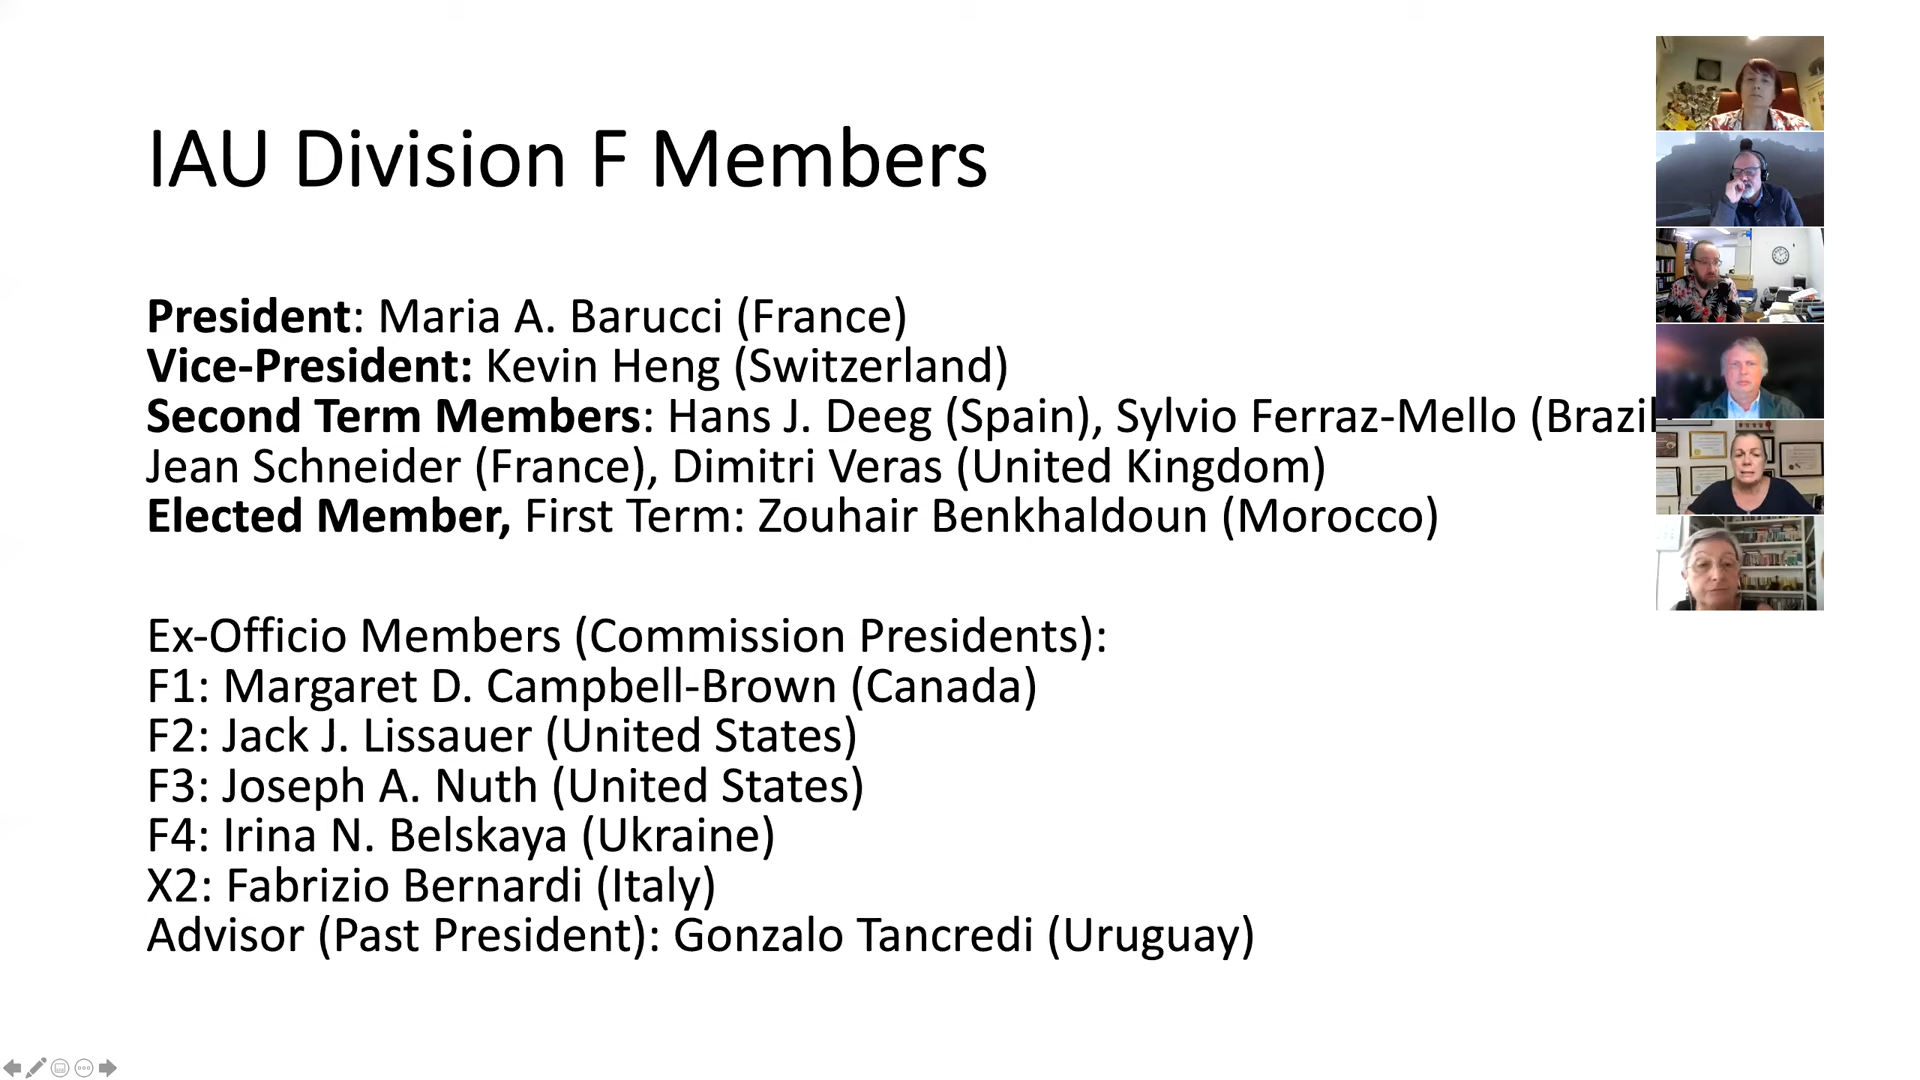 IAU Division F Members
President: Maria A. Barucci (France)
Vice-President: Kevin Heng (Switzerland)
Second Term Members: Hans J. Deeg (Spain), Sylvio Ferraz-Mello (Brazil
Jean Schneider (France), Dimitri Veras (United Kingdom)
Elected Member, First Term: Zouhair Benkhaldoun (Morocco)
Ex-Officio Members (Commission Presidents):
F1: Margaret D. Campbell-Brown (Canada)
F2: Jack J. Lissauer (United States)
F3: Joseph A. Nuth (United States)
F4: Irina N. Belskaya (Ukraine)
X2: Fabrizio Bernardi (Italy)
Advisor (Past President): Gonzalo Tancredi (Uruguay)